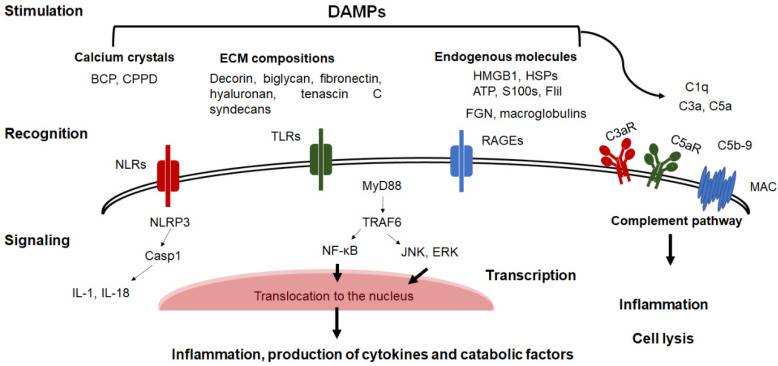 Stimulation
DAMPs
Calcium crystals
BCP, CPPD
ECM compositions
Decorin, biglycan, fibronectin,
hyaluronan, tenascin C
syndecans
Endogenous molecules
HMGB1, HSPs
ATP, S100s, FliI
FGN, macroglobulins
C1q
C3a, C5a
Recognition
NLRs
TLRs
RAGEs
C3aR
C5aR
C5b-9
MAC
MyD88
NLRP3
TRAF6
Complement pathway
Signaling
Casp1
NF-κB
JNK, ERK
Transcription
IL-1, IL-18
Translocation to the nucleus
Inflammation
Cell lysis
Inflammation, production of cytokines and catabolic factors